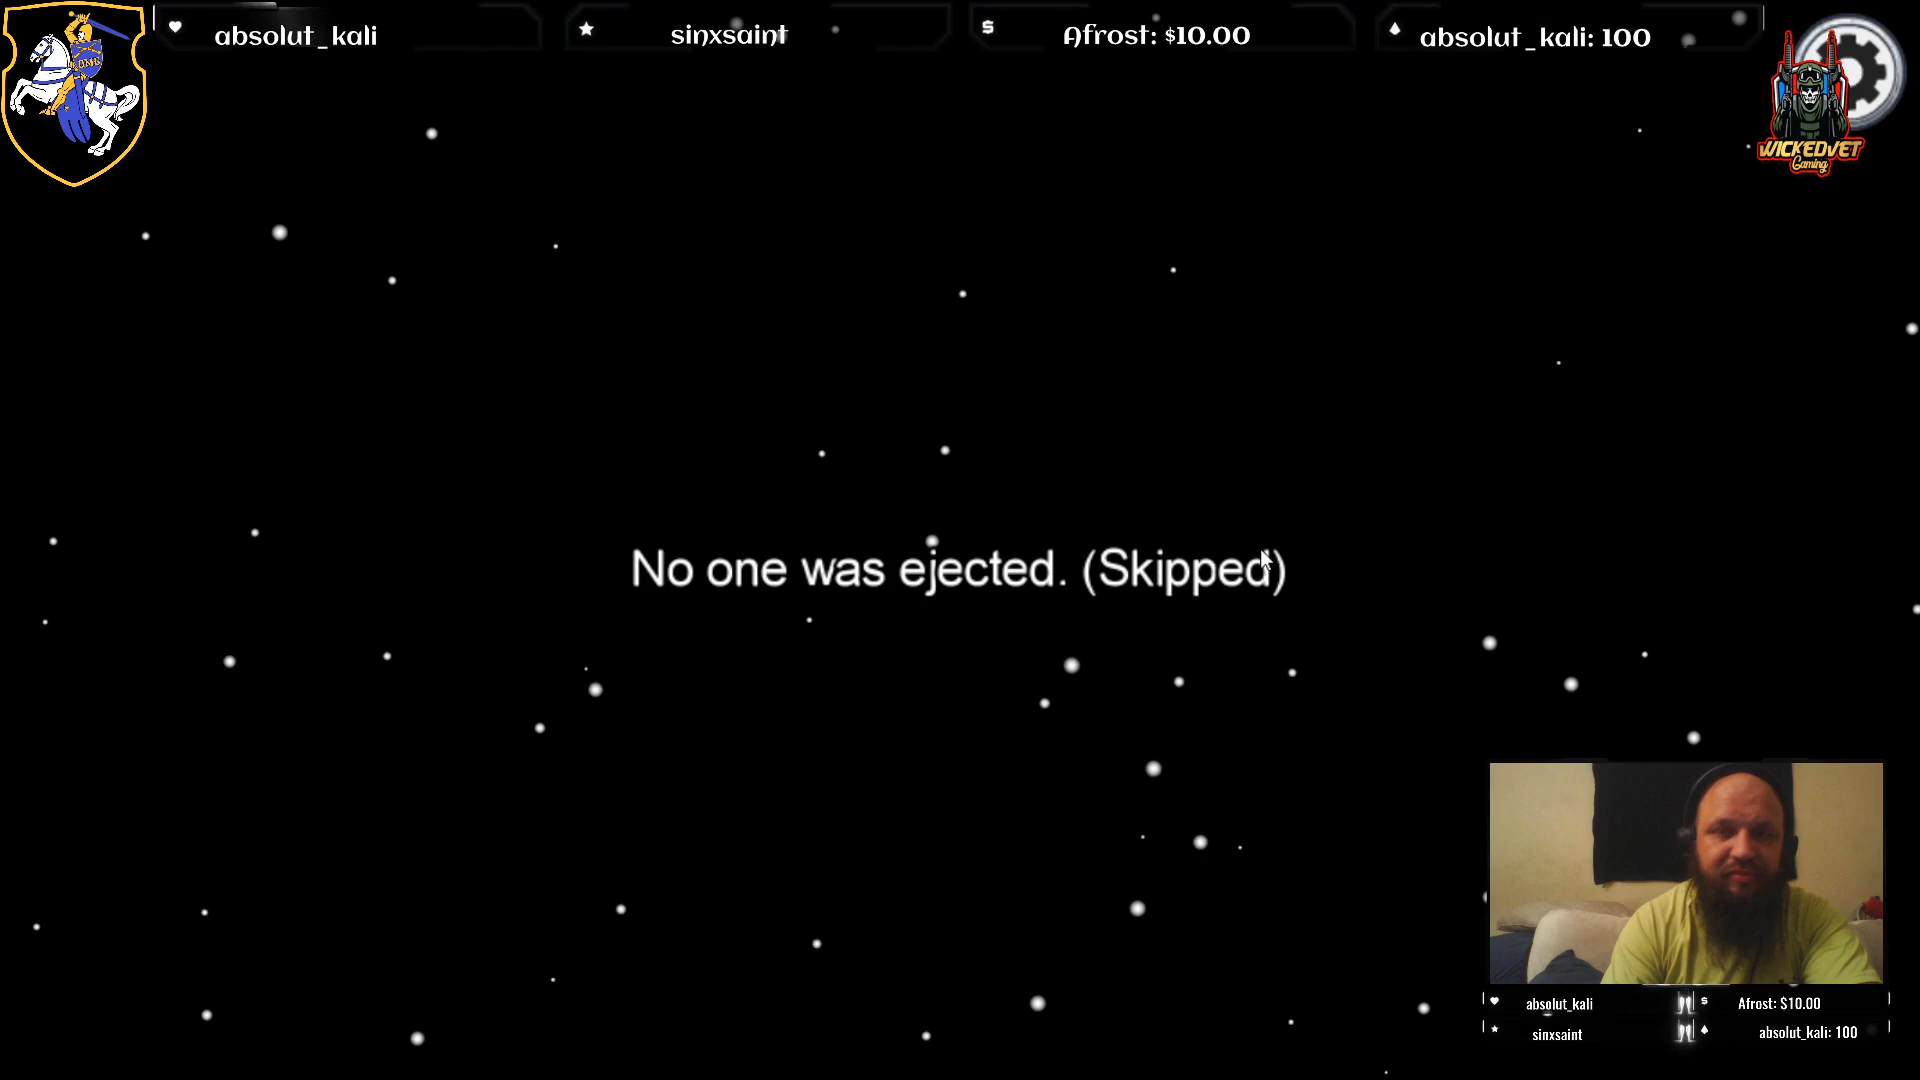 absolut_kali
sinxsaint
Afrost: $10.00
absolut_kali: 100
WICKEDVET
Gaming
No one was ejected. (Skipped)
absolut_kali
Afrost: $10.00
sinxsaint
absolut_kali: 100